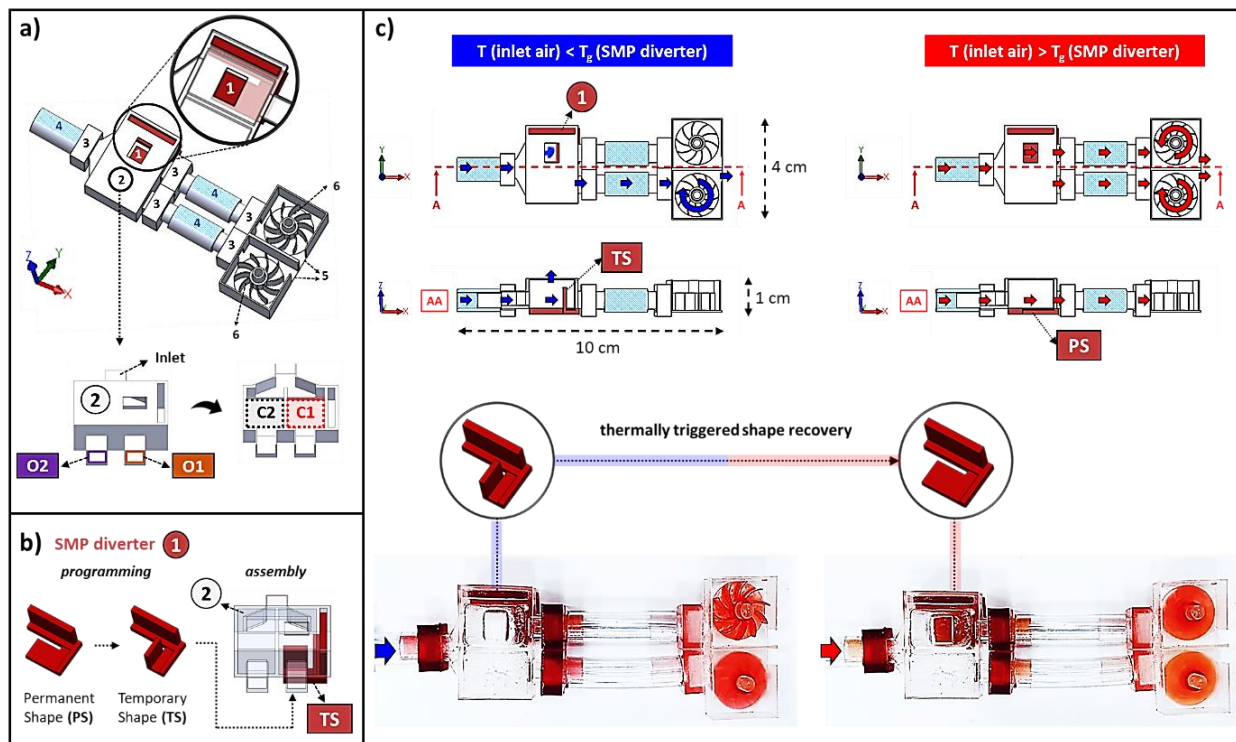 a)
1
1
4
3
2
3
3
4
4
3
3
6
5
6
Z
Y
X
Inlet
2
C2
C1
O2
O1
b)
SMP diverter 1
programming
assembly
2
Permanent
Shape (PS)
Temporary
Shape (TS)
TS
c)
T (inlet air) < Tg (SMP diverter)
T (inlet air) > Tg (SMP diverter)
1
Y
X
A
A
4 cm
Y
X
A
A
TS
AA
Z
X
1 cm
10 cm
AA
Z
X
PS
thermally triggered shape recovery